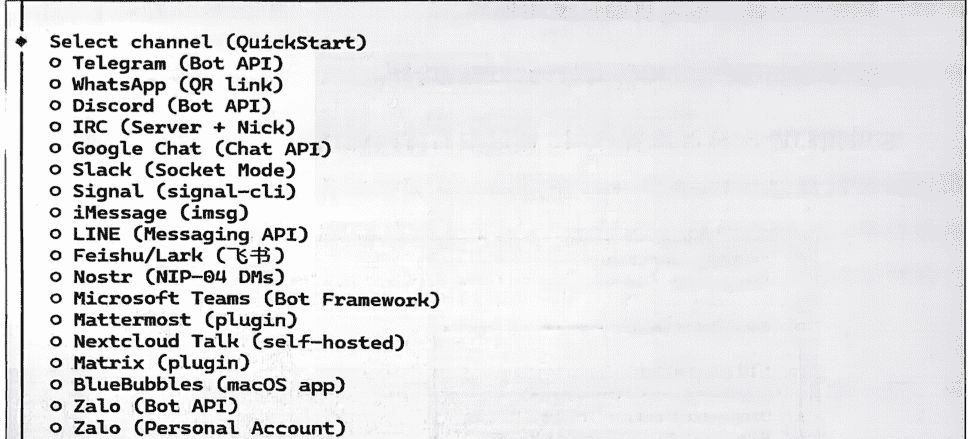 Select channel (QuickStart)
Telegram (Bot API)
WhatsApp (QR link)
Discord (Bot API)
IRC (Server + Nick)
Google Chat (Chat API)
Slack (Socket Mode)
Signal (signal-cli)
iMessage (imsg)
LINE (Messaging API)
Feishu/Lark (飞书)
Nostr (NIP-04 DMs)
Microsoft Teams (Bot Framework)
Mattermost (plugin)
Nextcloud Talk (self-hosted)
Matrix (plugin)
BlueBubbles (macOS app)
Zalo (Bot API)
Zalo (Personal Account)